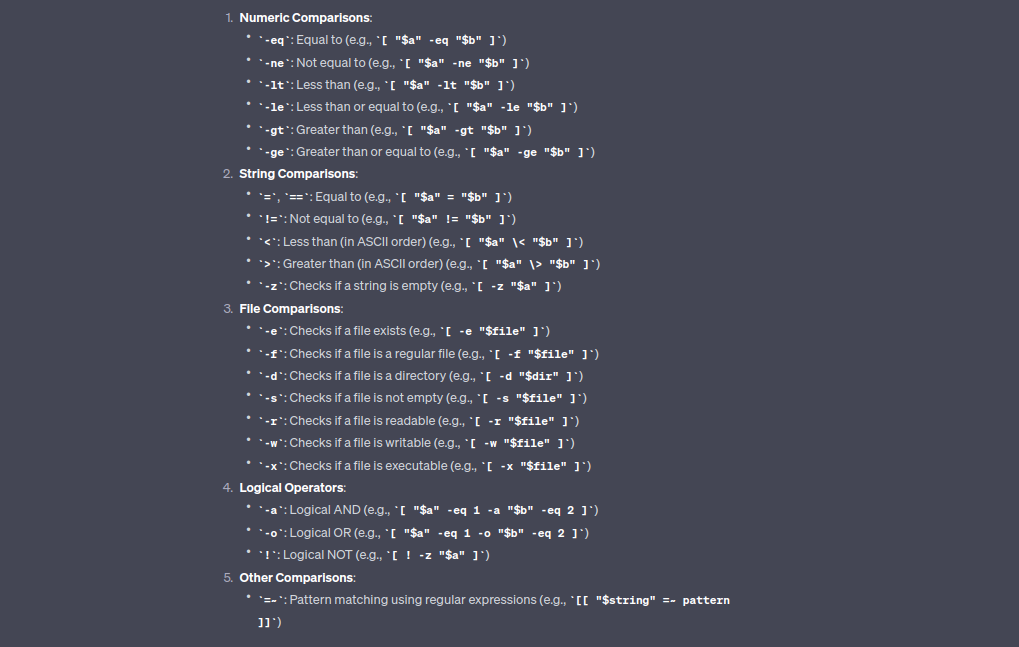 1. Numeric Comparisons:
• `-eq`: Equal to (e.g., `[ "$a" -eq "$b" ]`)
• `-ne`: Not equal to (e.g., `[ "$a" -ne "$b" ]`)
• `-lt`: Less than (e.g., `[ "$a" -lt "$b" ]`)
• `-le`: Less than or equal to (e.g., `[ "$a" -le "$b" ]`)
• `-gt`: Greater than (e.g., `[ "$a" -gt "$b" ]`)
• `-ge`: Greater than or equal to (e.g., `[ "$a" -ge "$b" ]`)
2. String Comparisons:
• `=`, `==`: Equal to (e.g., `[ "$a" = "$b" ]`)
• `!=`: Not equal to (e.g., `[ "$a" != "$b" ]`)
• `<`: Less than (in ASCII order) (e.g., `[ "$a" \< "$b" ]`)
• `>`: Greater than (in ASCII order) (e.g., `[ "$a" \> "$b" ]`)
• `-z`: Checks if a string is empty (e.g., `[ -z "$a" ]`)
3. File Comparisons:
• `-e`: Checks if a file exists (e.g., `[ -e "$file" ]`)
• `-f`: Checks if a file is a regular file (e.g., `[ -f "$file" ]`)
• `-d`: Checks if a file is a directory (e.g., `[ -d "$dir" ]`)
• `-s`: Checks if a file is not empty (e.g., `[ -s "$file" ]`)
• `-r`: Checks if a file is readable (e.g., `[ -r "$file" ]`)
• `-w`: Checks if a file is writable (e.g., `[ -w "$file" ]`)
• `-x`: Checks if a file is executable (e.g., `[ -x "$file" ]`)
4. Logical Operators:
• `-a`: Logical AND (e.g., `[ "$a" -eq 1 -a "$b" -eq 2 ]`)
• `-o`: Logical OR (e.g., `[ "$a" -eq 1 -o "$b" -eq 2 ]`)
• `!`: Logical NOT (e.g., `[ ! -z "$a" ]`)
5. Other Comparisons:
• `=~`: Pattern matching using regular expressions (e.g., `[[ "$string" =~ pattern
]]`)